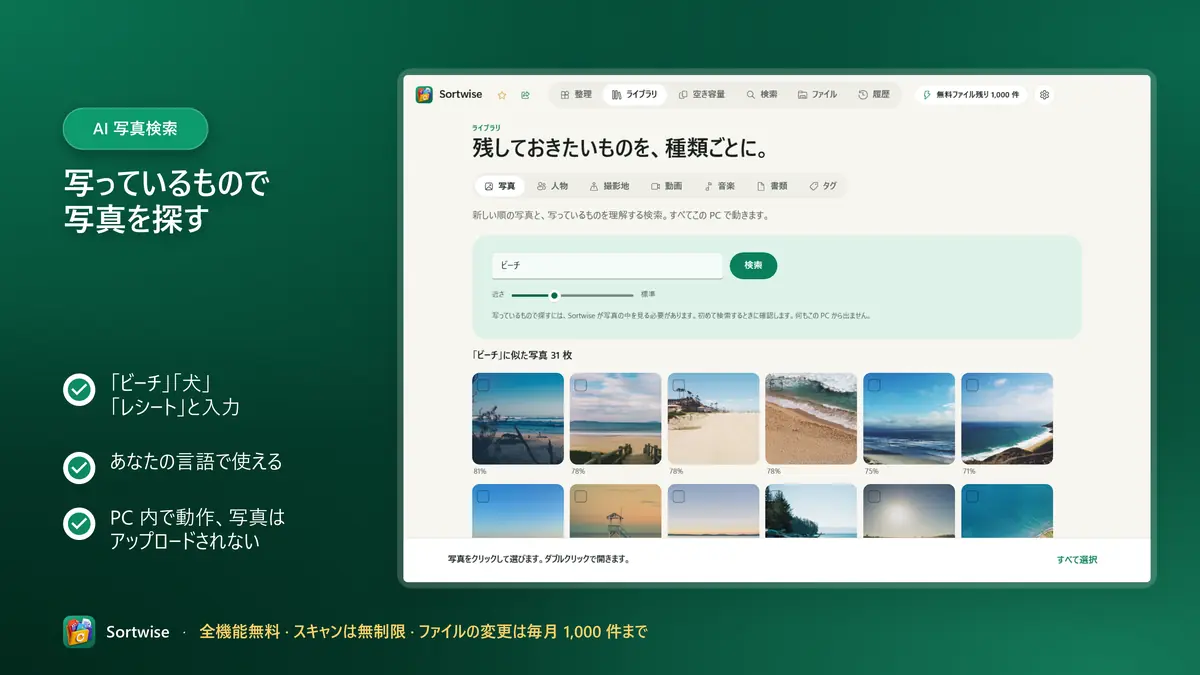 AI 写真検索
写っているもので
写真を探す
「ビーチ」「犬」
「レシート」と入力
あなたの言語で使える
PC 内で動作、写真は
アップロードされない
Sortwise · 全機能無料 · スキャンは無制限 · ファイルの変更は毎月 1,000 件まで
Sortwise 整理 ライブラリ 空き容量 検索 ファイル 履歴 無料ファイル残り 1,000 件
ライブラリ
残しておきたいものを、種類ごとに。
写真 人物 撮影地 動画 音楽 書類 タグ
新しい順の写真と、写っているものを理解する検索。すべてこの PC で動きます。
ビーチ 検索
近さ 標準
写っているもので探すには、Sortwise が写真の中を見る必要があります。初めて検索するときに確認します。何もこの PC から出ません。
「ビーチ」に似た写真 31 枚
81% 78% 78% 78% 75% 71%
写真をクリックして選びます。ダブルクリックで開きます。 すべて選択